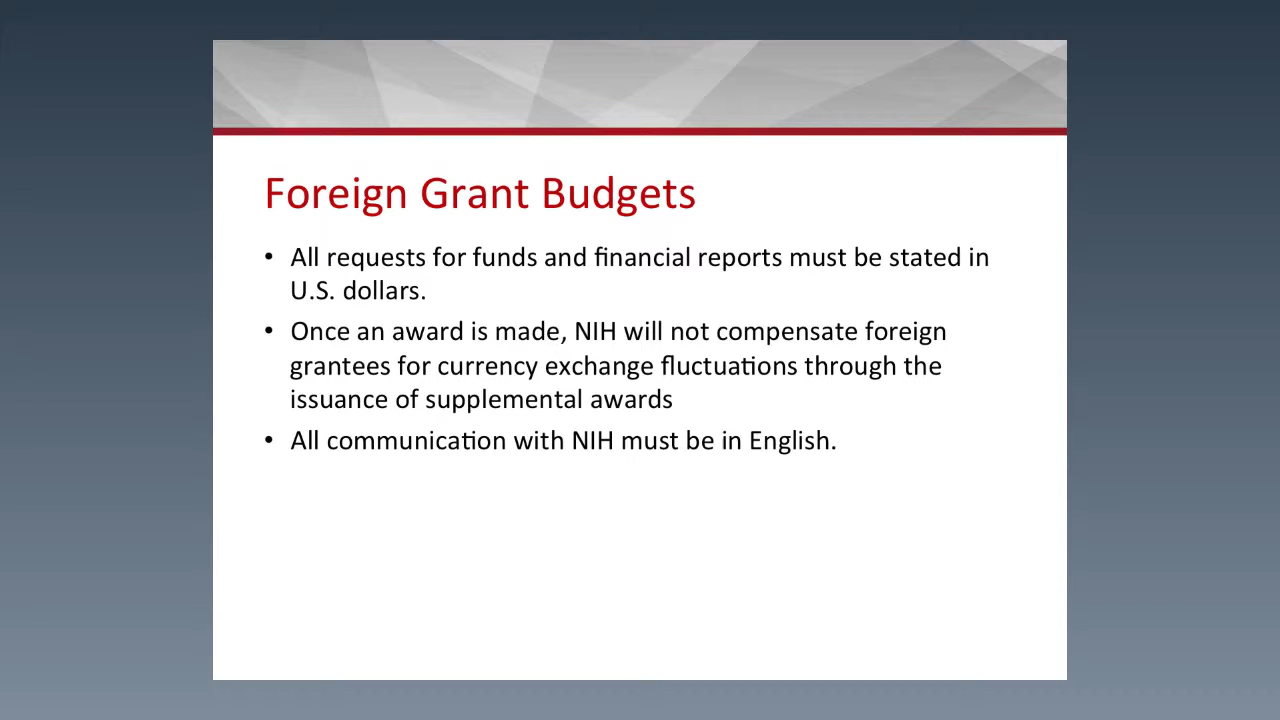 Foreign Grant Budgets
• All requests for funds and financial reports must be stated in
U.S. dollars.
• Once an award is made, NIH will not compensate foreign
grantees for currency exchange fluctuations through the
issuance of supplemental awards
• All communication with NIH must be in English.